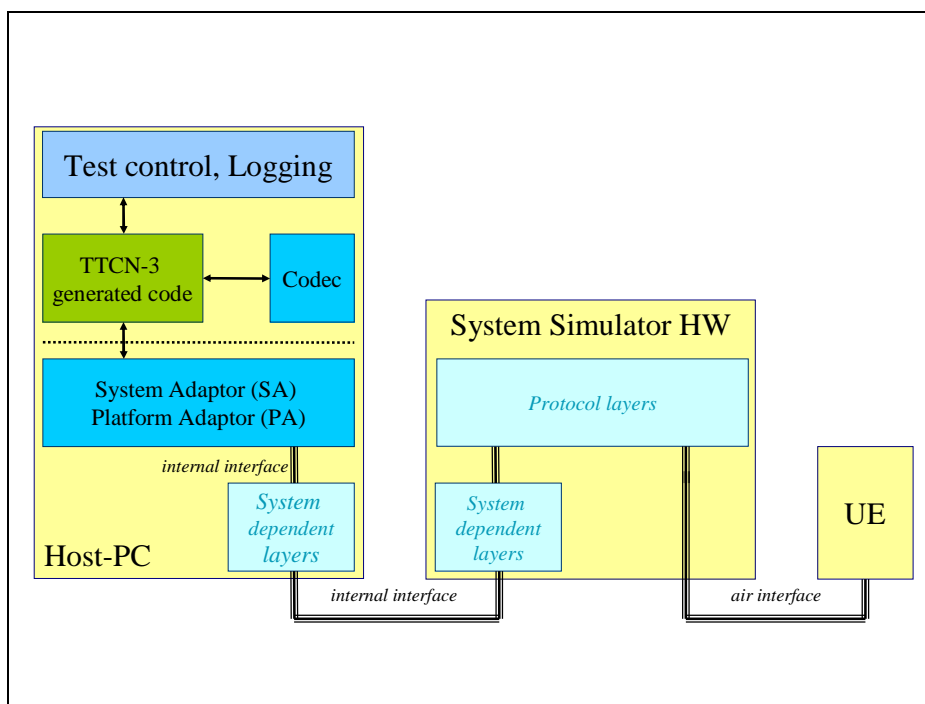 Test control, Logging
TTCN-3
generated code
Codec
System Adaptor (SA)
Platform Adaptor (PA)
internal interface
System
dependent
layers
Host-PC
internal interface
System Simulator HW
Protocol layers
System
dependent
layers
air interface
UE